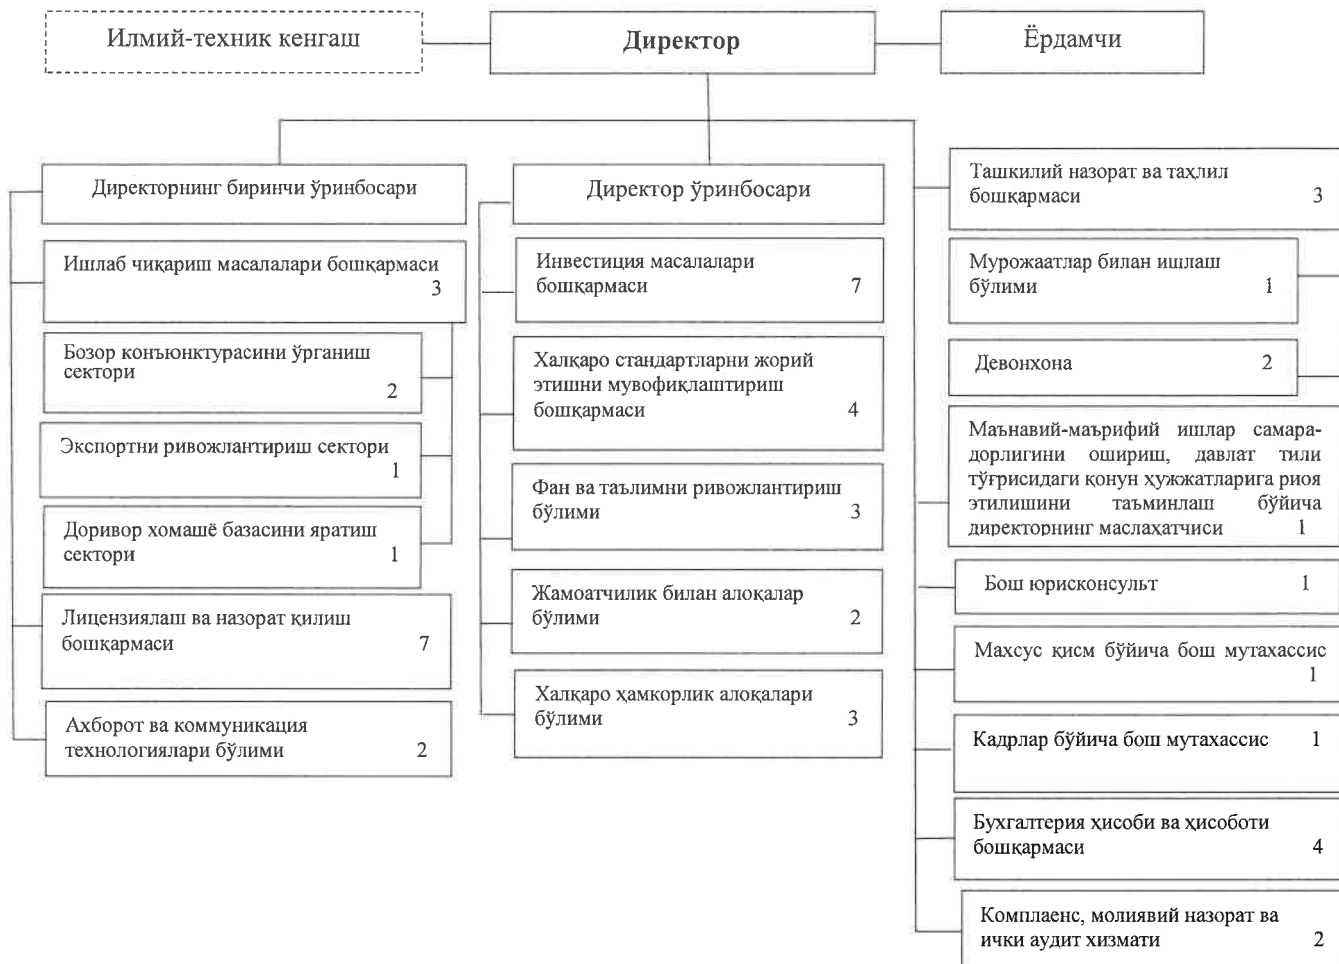 Илмий-техник кенгаш
Директор
Ёрдамчи
Директорнинг биринчи ўринбосари
Ишлаб чиқариш масалалари бошқармаси
3
Бозор конъюнктурасини ўрганиш
сектори
2
Экспортни ривожлантириш сектори
1
Доривор хомашё базасини яратиш
сектори 1
Лицензиялаш ва назорат қилиш
бошқармаси 7
Ахборот ва коммуникация
технологиялари бўлими 2
Директор ўринбосари
Инвестиция масалалари
бошқармаси 7
Халқаро стандартларни жорий
этишни мувофиқлаштириш
бошқармаси 4
Фан ва таълимни ривожлантириш
бўлими 3
Жамоатчилик билан алоқалар
бўлими 2
Халқаро ҳамкорлик алоқалари
бўлими 3
Ташкилий назорат ва таҳлил
бошқармаси 3
Мурожаатлар билан ишлаш
бўлими 1
Девонхона 2
Маънавий-маърифий ишлар самара-
дорлигини ошириш, давлат тили
тўғрисидаги қонун ҳужжатларига риоя
этилишини таъминлаш бўйича
директорнинг маслаҳатчиси 1
Бош юрисконсульт 1
Махсус қисм бўйича бош мутахассис
1
Кадрлар бўйича бош мутахассис 1
Бухгалтерия ҳисоби ва ҳисоботи
бошқармаси 4
Комплаенс, молиявий назорат ва
ички аудит хизмати 2